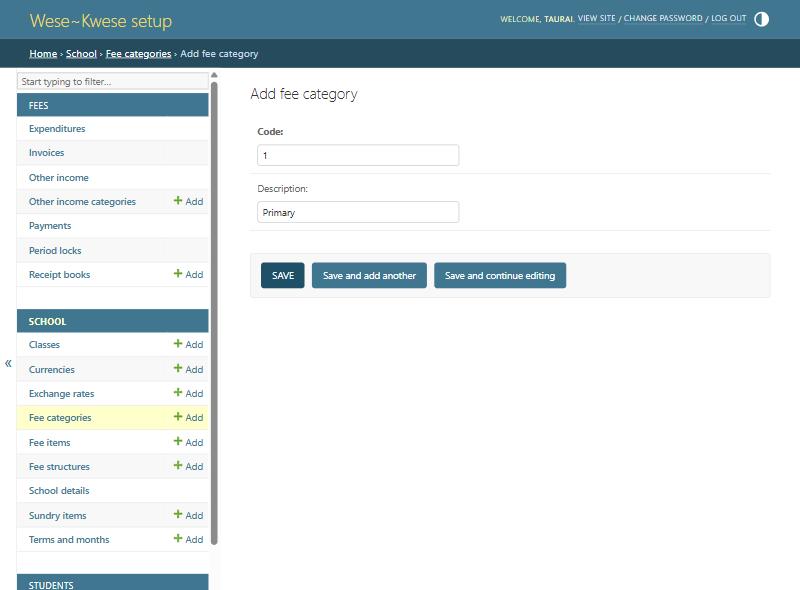 Wese~Kwese setup
WELCOME, TAURAI. VIEW SITE / CHANGE PASSWORD / LOG OUT
Home › School › Fee categories › Add fee category
Start typing to filter...
FEES
Expenditures
Invoices
Other income
Other income categories + Add
Payments
Period locks
Receipt books + Add
SCHOOL
Classes + Add
Currencies + Add
Exchange rates + Add
Fee categories + Add
Fee items + Add
Fee structures + Add
School details
Sundry items + Add
Terms and months + Add
STUDENTS
«
Add fee category
Code:
1
Description:
Primary
SAVE
Save and add another
Save and continue editing